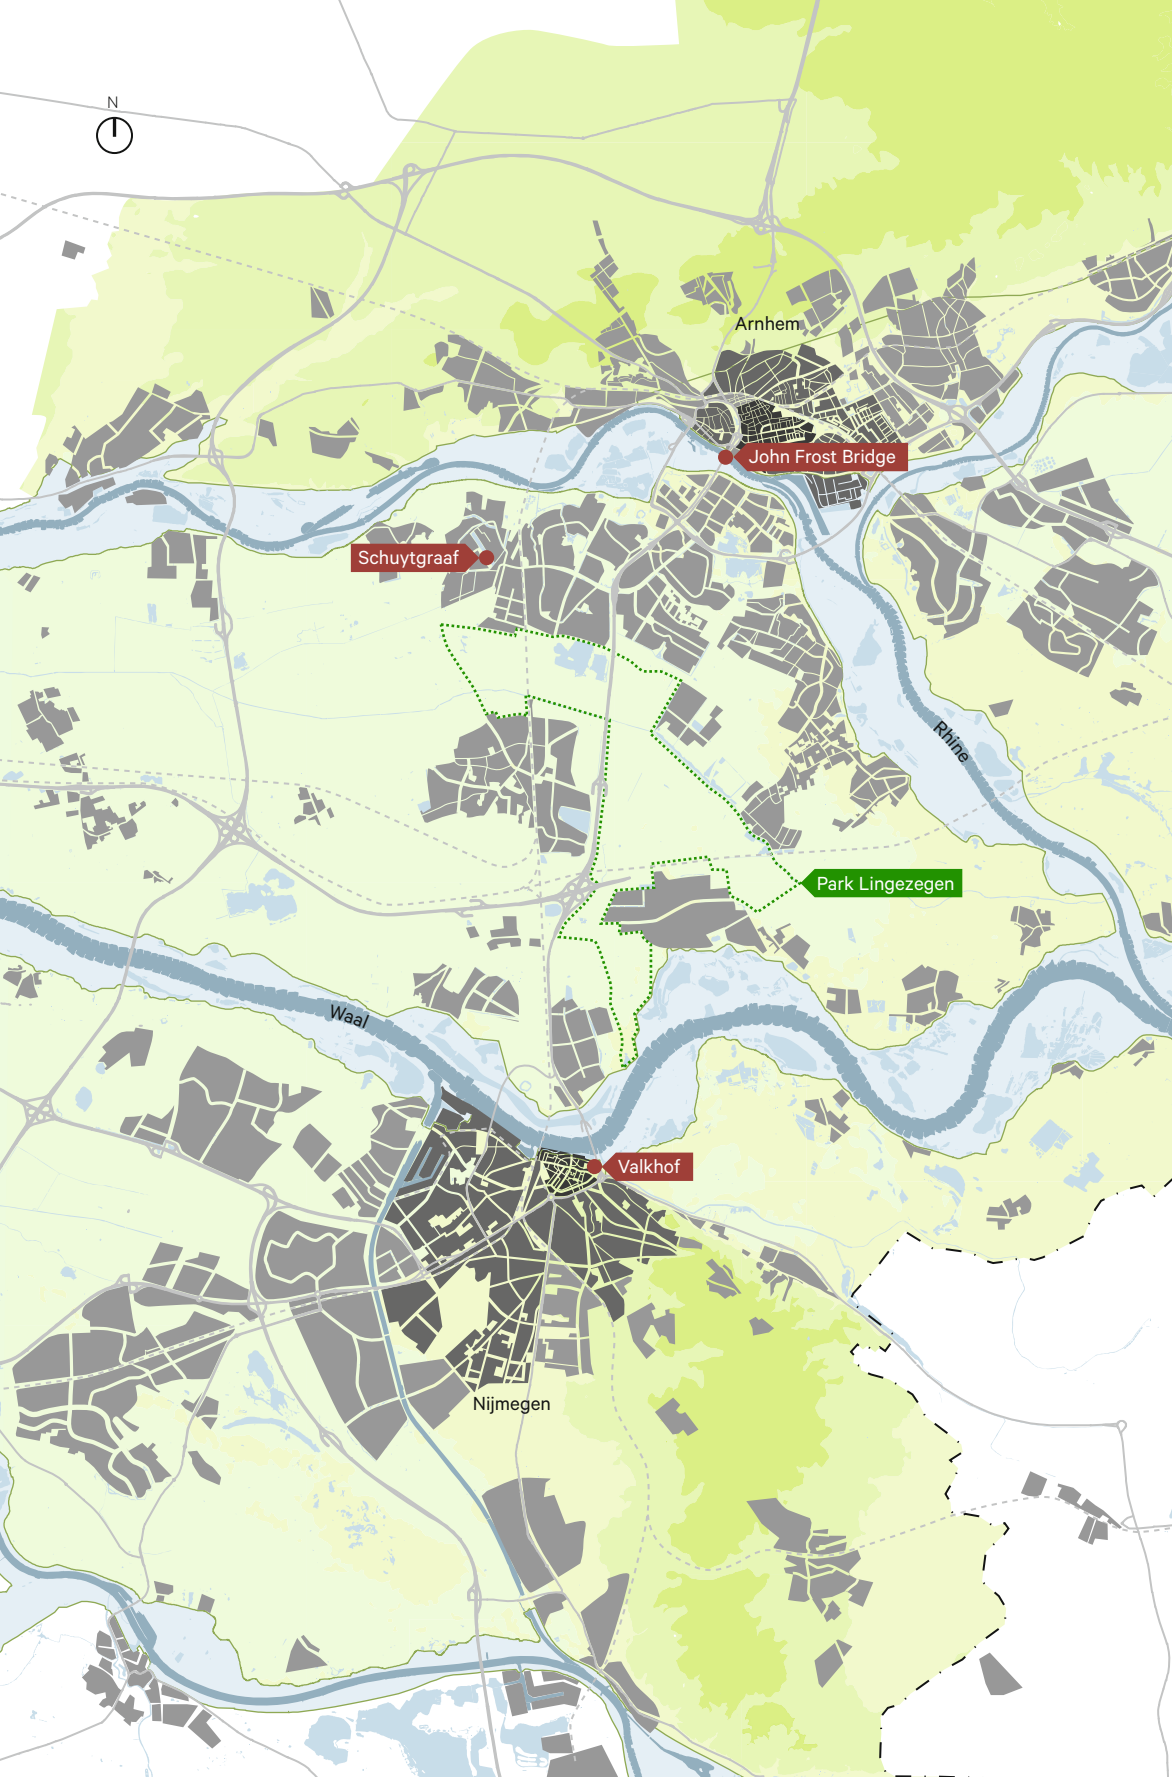 N
Arnhem
John Frost Bridge
Schuytgraaf
Rhine
Park Lingezegen
Waal
Valkhof
Nijmegen